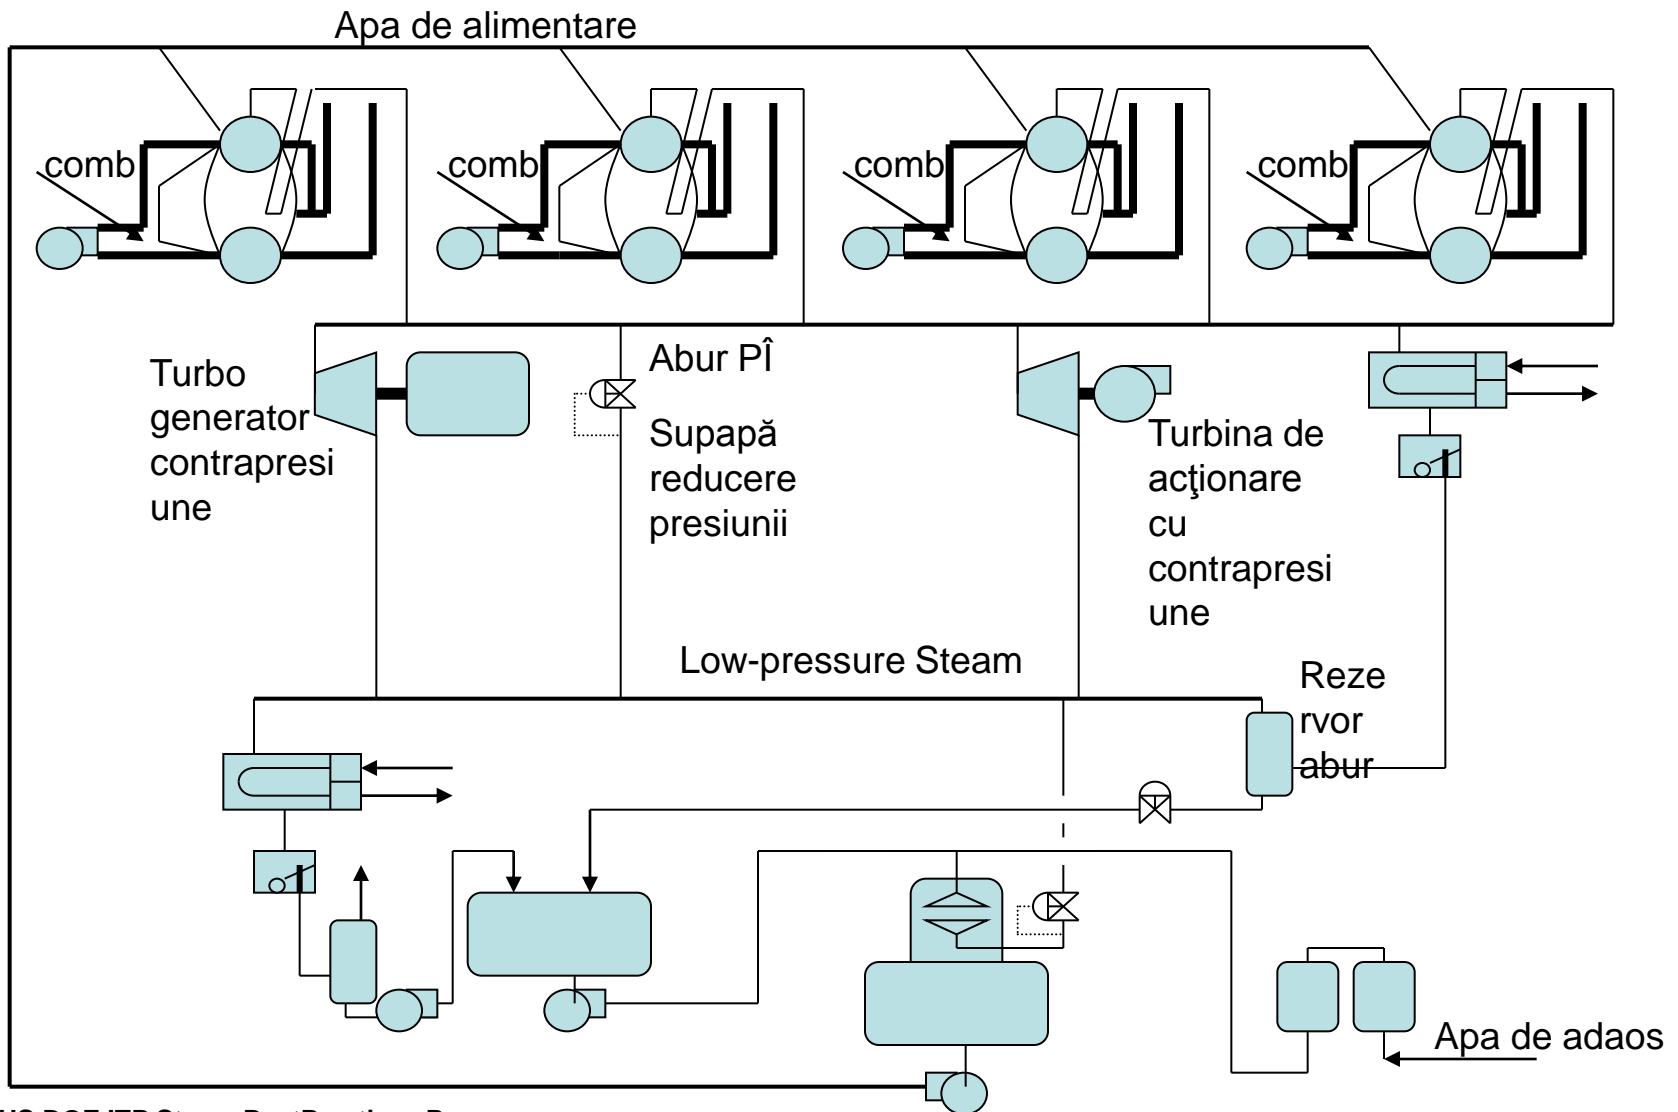 Apa de alimentare
comb
comb
comb
comb
Turbo
generator
contrapresi
une
Abur PÎ
Supapă
reducere
presiunii
Turbina de
acţionare
cu
contrapresi
une
Low-pressure Steam
Reze
rvor
abur
Apa de adaos